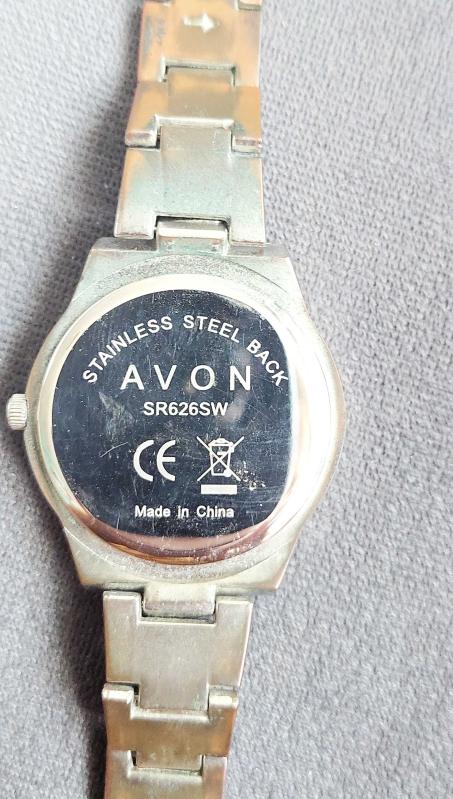 STAINLESS STEEL BACK
AVON
SR626SW
CE
Made in China